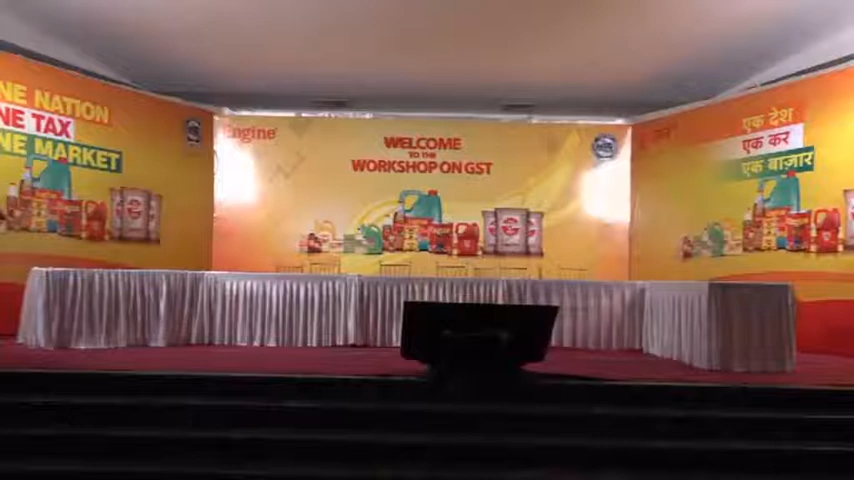 NE NATION
NE TAX
NE MARKET
Engine
WELCOME
TO THE
WORKSHOP ON GST
एक देश
एक कर
एक बाज़ार